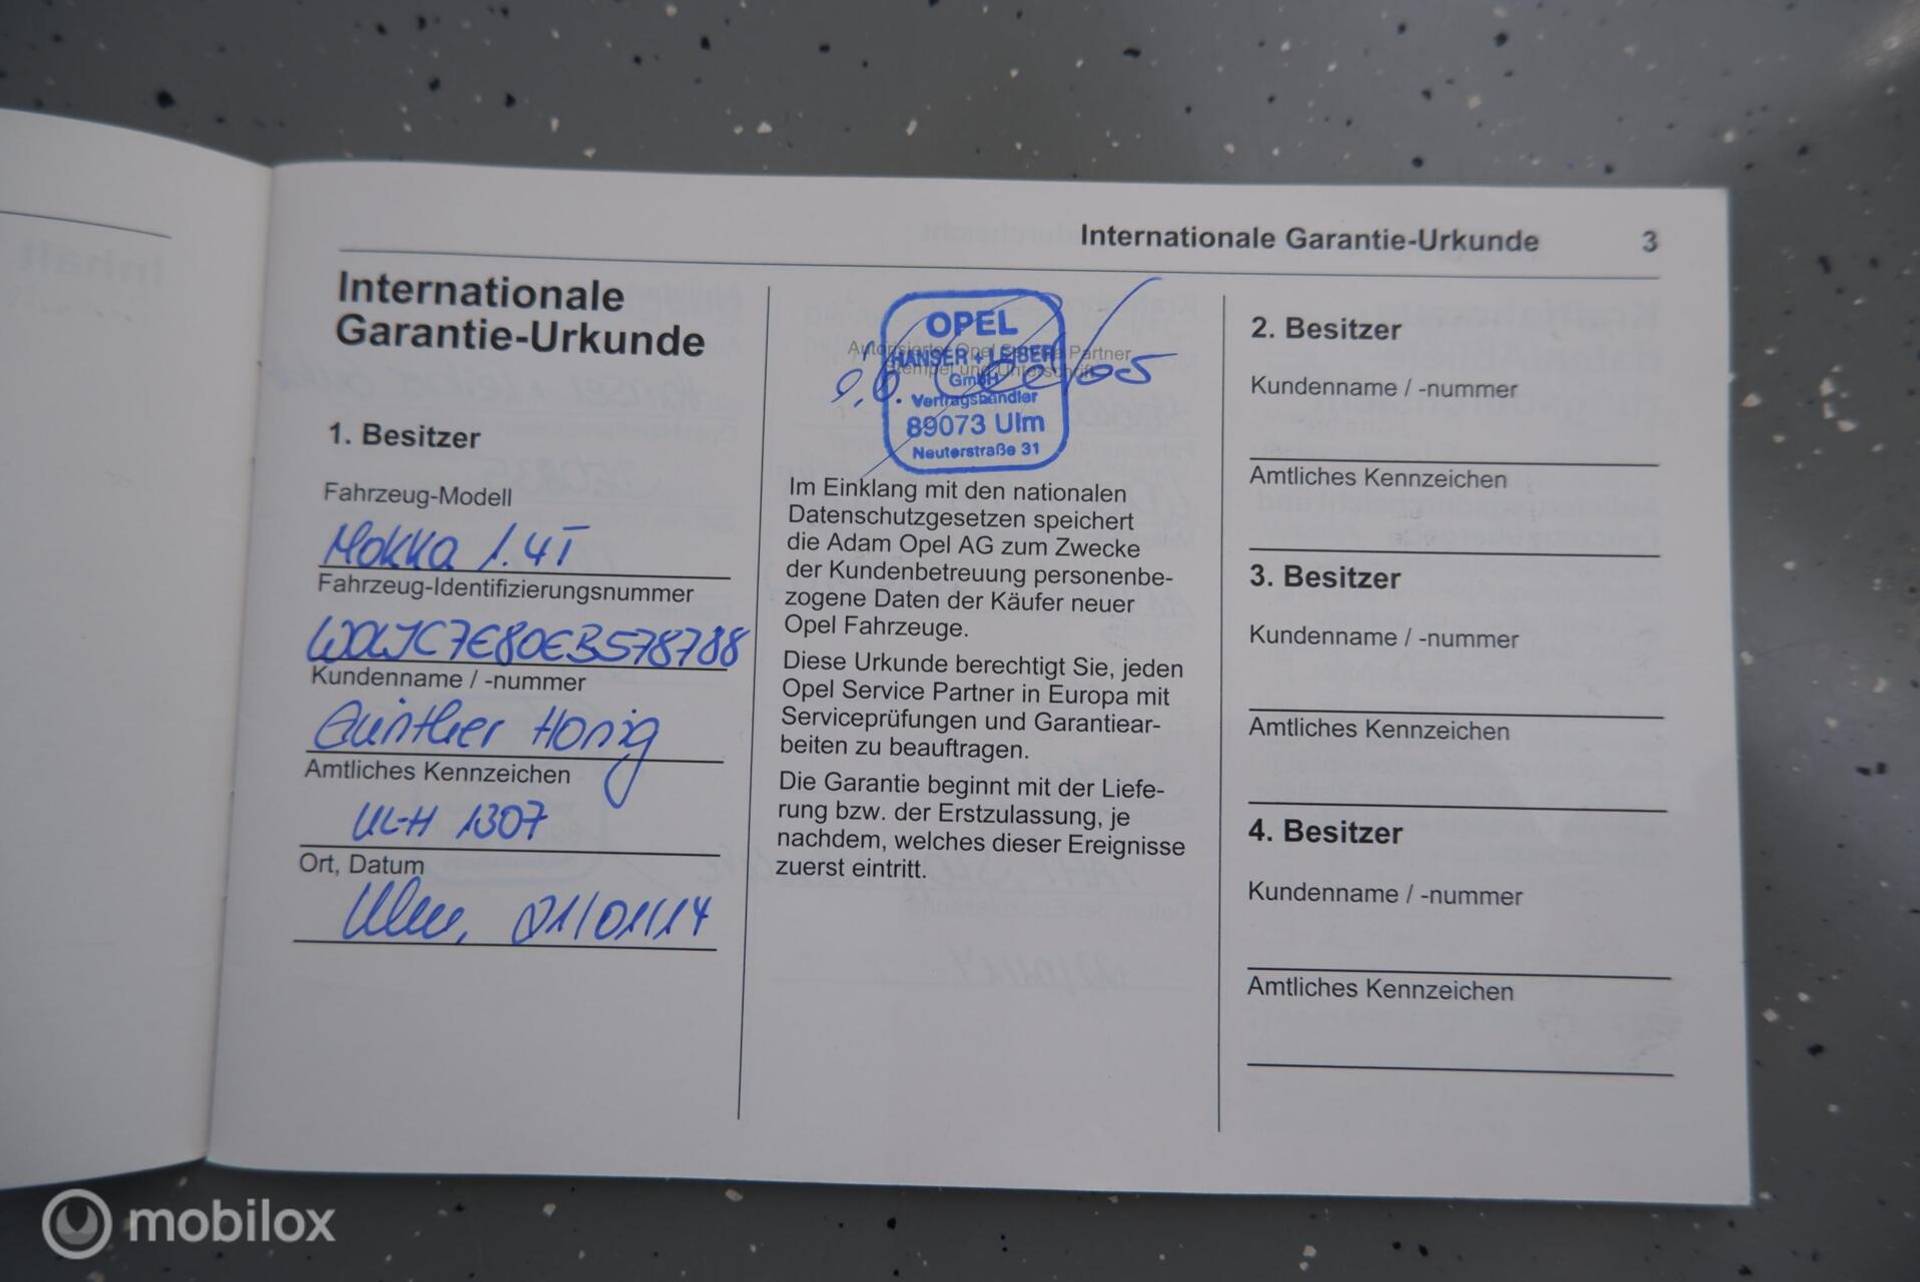 Internationale Garantie-Urkunde 3
Internationale
Garantie-Urkunde
1. Besitzer
Fahrzeug-Modell
Mokka 1.4T
Fahrzeug-Identifizierungsnummer
W0LJC7E80EB578788
Kundenname / -nummer
Günther Honig
Amtliches Kennzeichen
UL-H 1307
Ort, Datum
Ulm, 01/01/14
OPEL
Autorisierter Opel Service Partner
HANSER + LEIBER
Stempel und Unterschrift
GmbH
Vertragshändler
89073 Ulm
Neutorstraße 31
Im Einklang mit den nationalen
Datenschutzgesetzen speichert
die Adam Opel AG zum Zwecke
der Kundenbetreuung personenbe-
zogene Daten der Käufer neuer
Opel Fahrzeuge.
Diese Urkunde berechtigt Sie, jeden
Opel Service Partner in Europa mit
Serviceprüfungen und Garantiear-
beiten zu beauftragen.
Die Garantie beginnt mit der Liefe-
rung bzw. der Erstzulassung, je
nachdem, welches dieser Ereignisse
zuerst eintritt.
2. Besitzer
Kundenname / -nummer
Amtliches Kennzeichen
3. Besitzer
Kundenname / -nummer
Amtliches Kennzeichen
4. Besitzer
Kundenname / -nummer
Amtliches Kennzeichen
mobilox